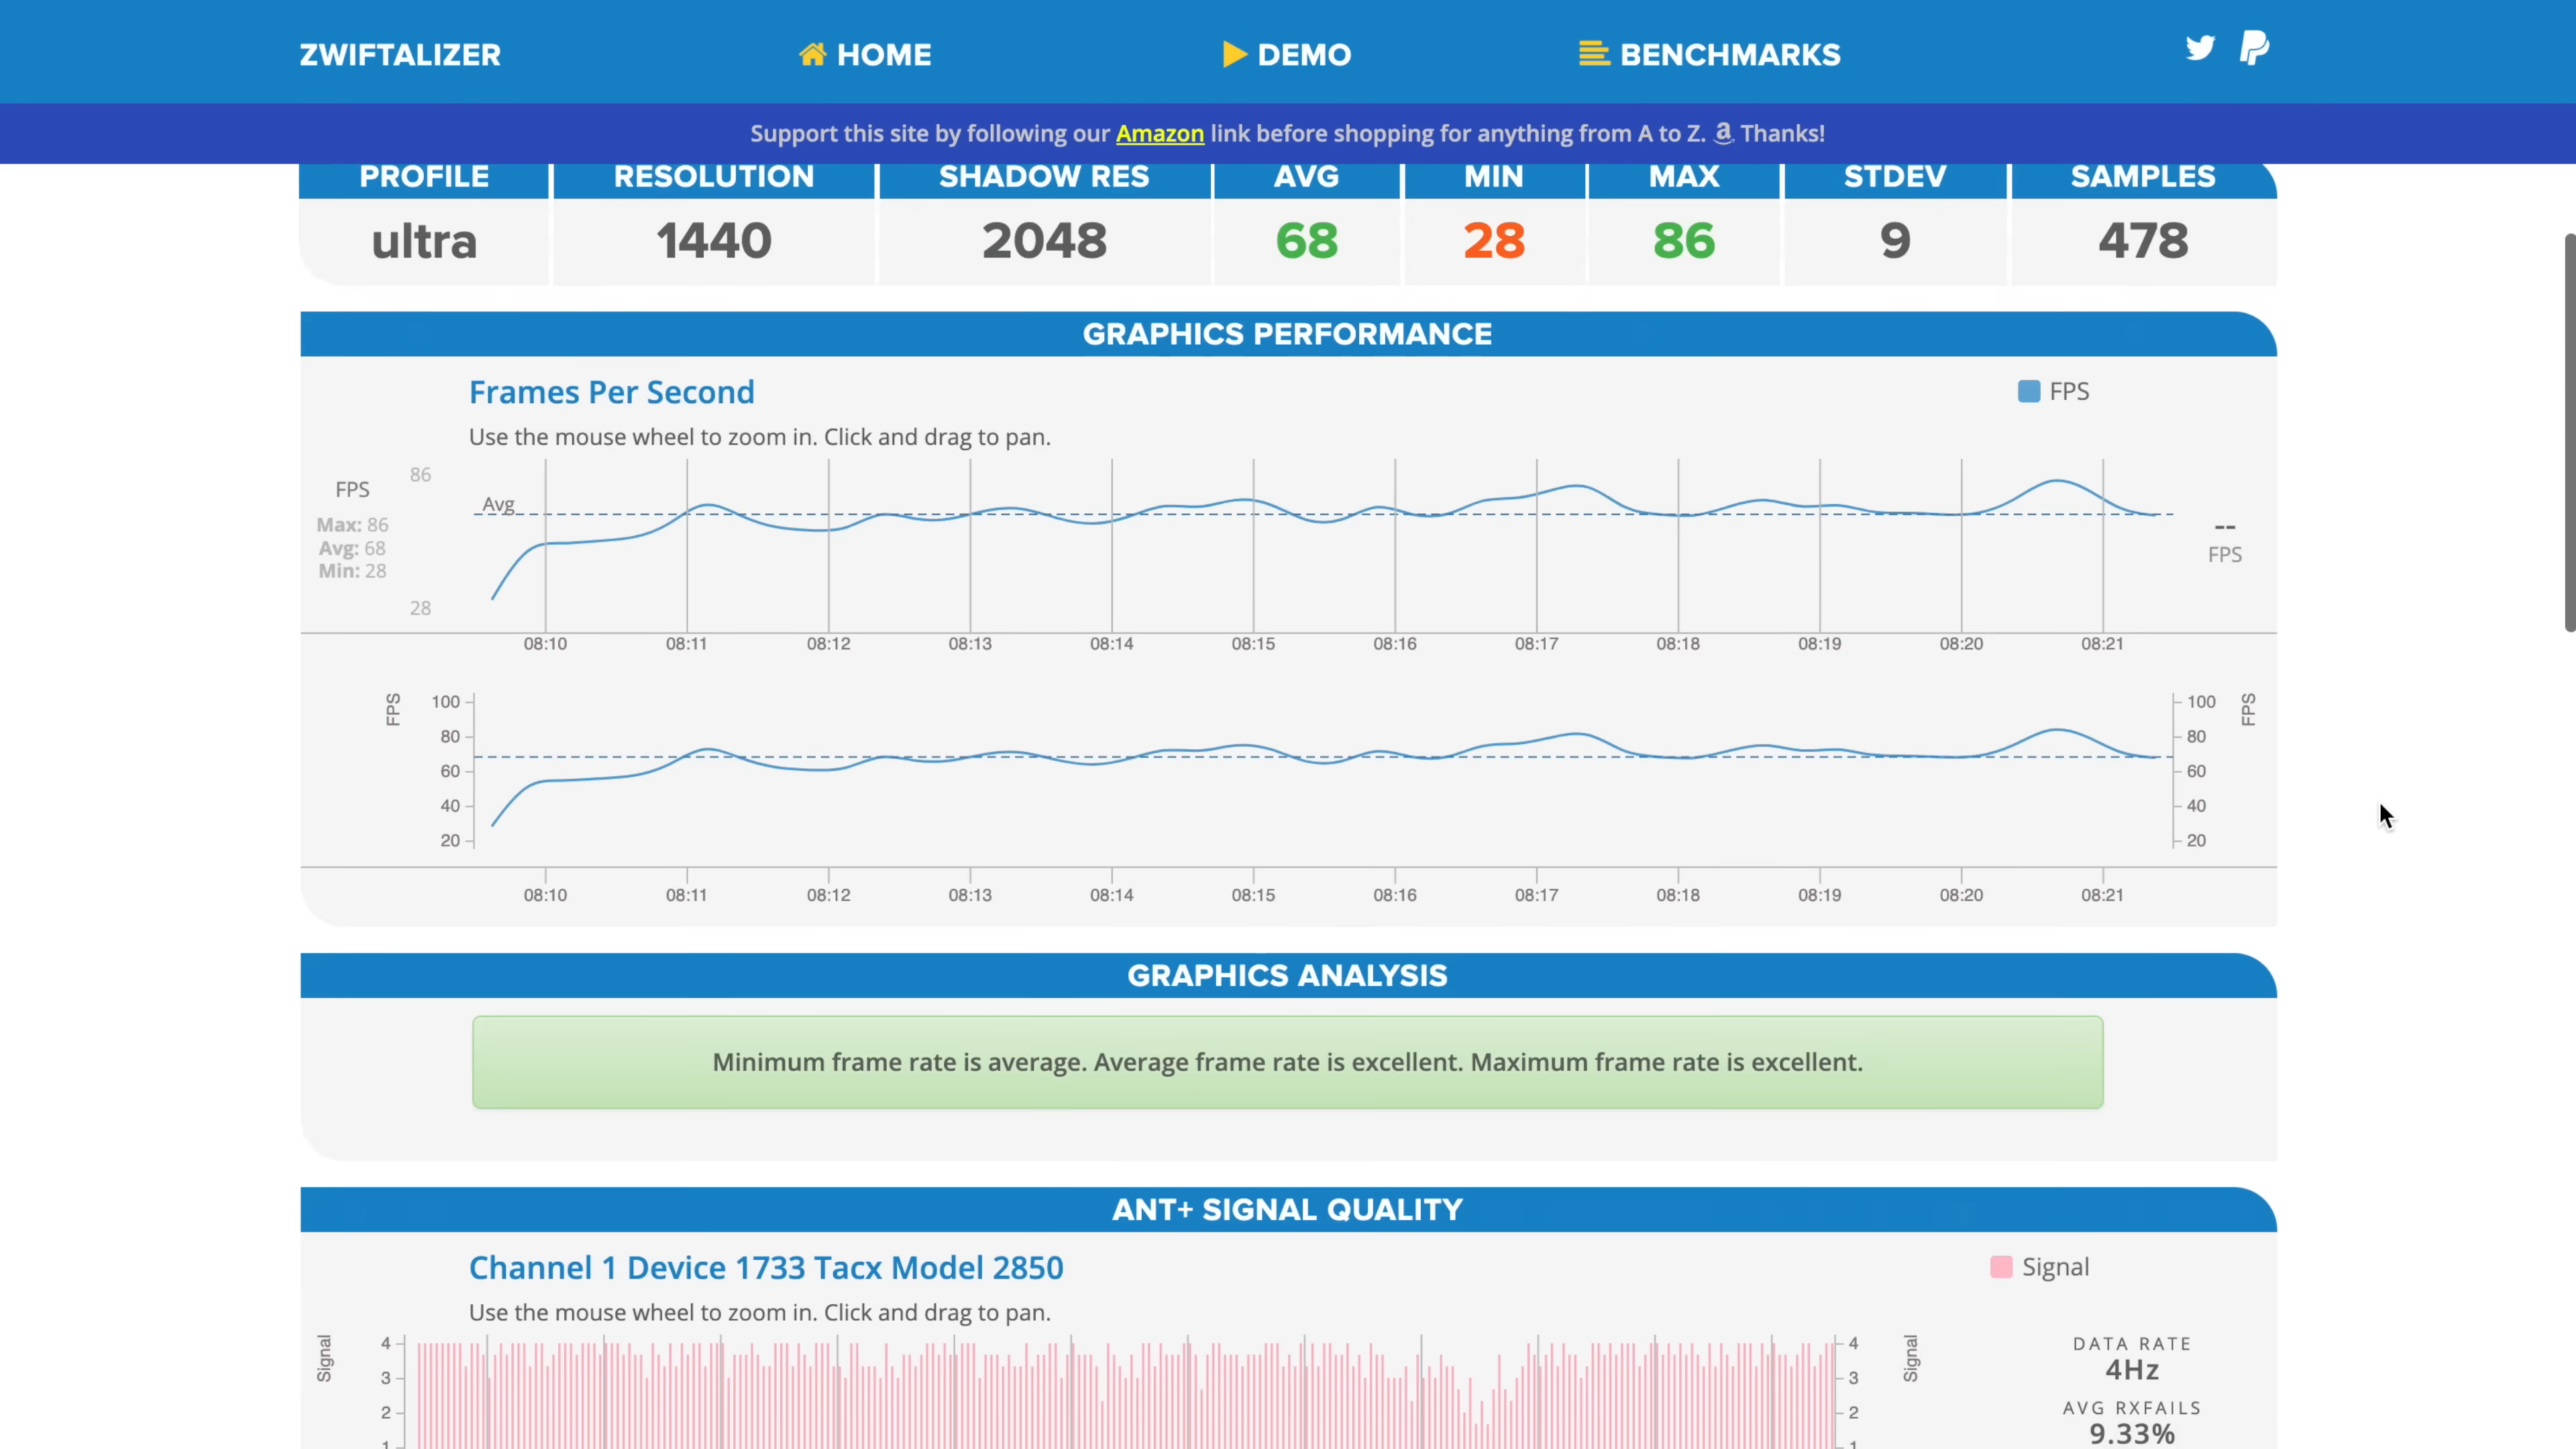 ZWIFTALIZER HOME DEMO BENCHMARKS
Support this site by following our Amazon link before shopping for anything from A to Z. Thanks!
PROFILE RESOLUTION SHADOW RES AVG MIN MAX STDEV SAMPLES
ultra 1440 2048 68 28 86 9 478
GRAPHICS PERFORMANCE
Frames Per Second
FPS
Use the mouse wheel to zoom in. Click and drag to pan.
86
FPS
Avg
Max: 86
Avg: 68
Min: 28
28
--
FPS
08:10 08:11 08:12 08:13 08:14 08:15 08:16 08:17 08:18 08:19 08:20 08:21
FPS
100 100
80 80
60 60
40 40
20 20
FPS
08:10 08:11 08:12 08:13 08:14 08:15 08:16 08:17 08:18 08:19 08:20 08:21
GRAPHICS ANALYSIS
Minimum frame rate is average. Average frame rate is excellent. Maximum frame rate is excellent.
ANT+ SIGNAL QUALITY
Channel 1 Device 1733 Tacx Model 2850
Signal
Use the mouse wheel to zoom in. Click and drag to pan.
Signal
4 4
3 3
2 2
1 1
Signal
DATA RATE
4Hz
AVG RXFAILS
9.33%